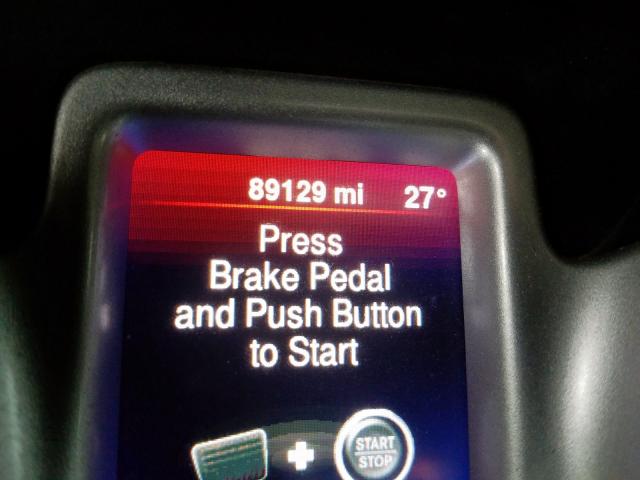 89129 mi 27°
Press
Brake Pedal
and Push Button
to Start
START
STOP